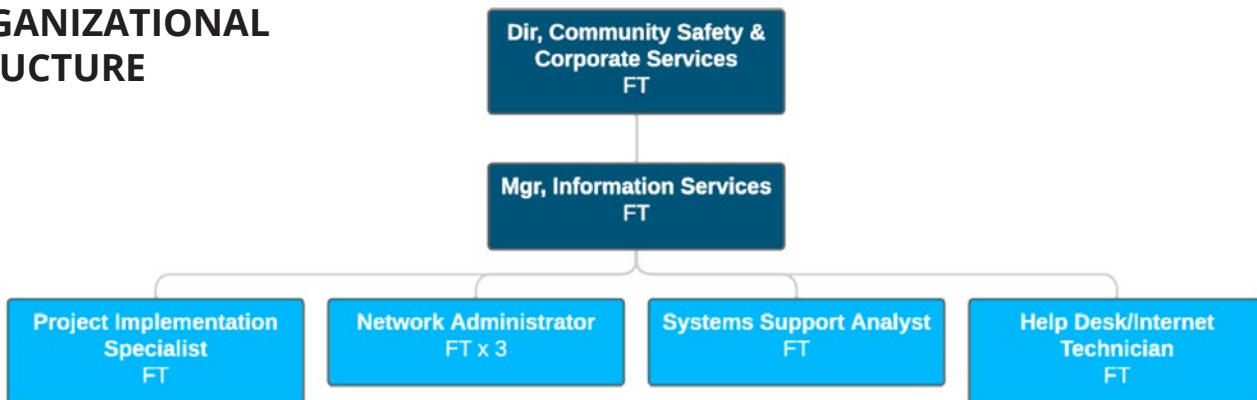 GANIZATIONAL
UCTURE
Dir, Community Safety &
Corporate Services
FT
Mgr, Information Services
FT
Project Implementation
Specialist
FT
Network Administrator
FT x 3
Systems Support Analyst
FT
Help Desk/Internet
Technician
FT